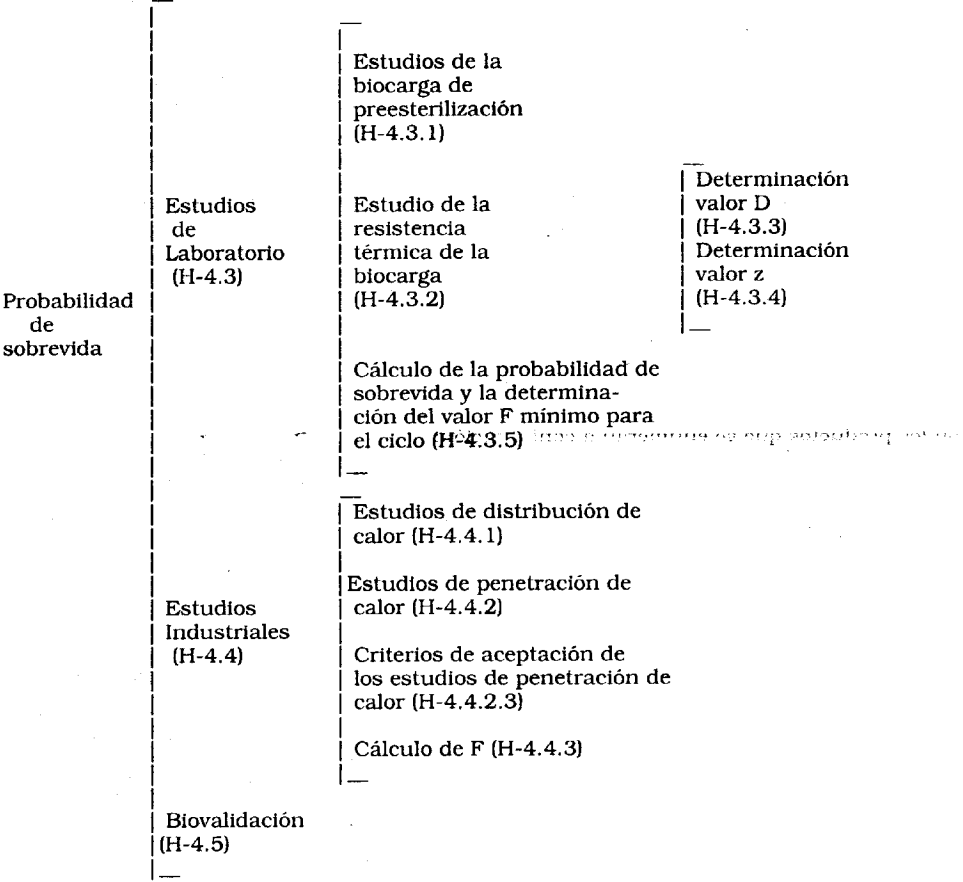 Probabilidad
de
sobrevida
Estudios
de
Laboratorio
(H-4.3)
Estudios de la
biocarga de
preesterilización
(H-4.3.1)
Estudio de la
resistencia
térmica de la
biocarga
(H-4.3.2)
Determinación
valor D
(H-4.3.3)
Determinación
valor z
(H-4.3.4)
Cálculo de la probabilidad de
sobrevida y la determina-
ción del valor F mínimo para
el ciclo (H-4.3.5)
Estudios
Industriales
(H-4.4)
Estudios de distribución de
calor (H-4.4.1)
Estudios de penetración de
calor (H-4.4.2)
Criterios de aceptación de
los estudios de penetración de
calor (H-4.4.2.3)
Cálculo de F (H-4.4.3)
Biovalidación
(H-4.5)